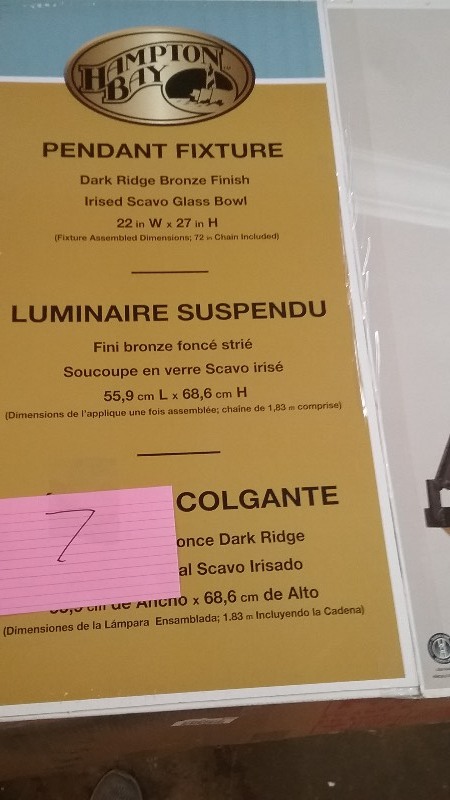 HAMPTON
BAY
PENDANT FIXTURE
Dark Ridge Bronze Finish
Irised Scavo Glass Bowl
22 in W x 27 in H
(Fixture Assembled Dimensions; 72 in Chain Included)
LUMINAIRE SUSPENDU
Fini bronze foncé strié
Soucoupe en verre Scavo irisé
55,9 cm L x 68,6 cm H
(Dimensions de l'applique une fois assemblée; chaîne de 1,83 m comprise)
COLGANTE
7
Dark Ridge
Scavo Irisado
cm de Ancho x 68,6 cm de Alto
(Dimensiones de la Lámpara Ensamblada; 1.83 m Incluyendo la Cadena)